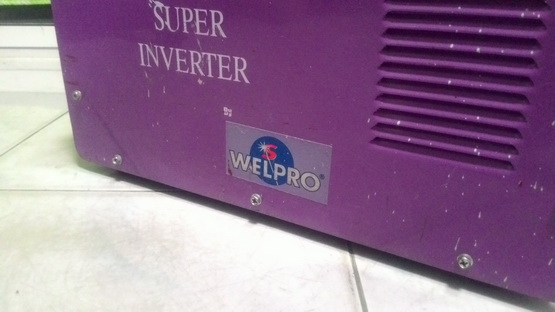 SUPER
INVERTER
By
S
WELPRO®